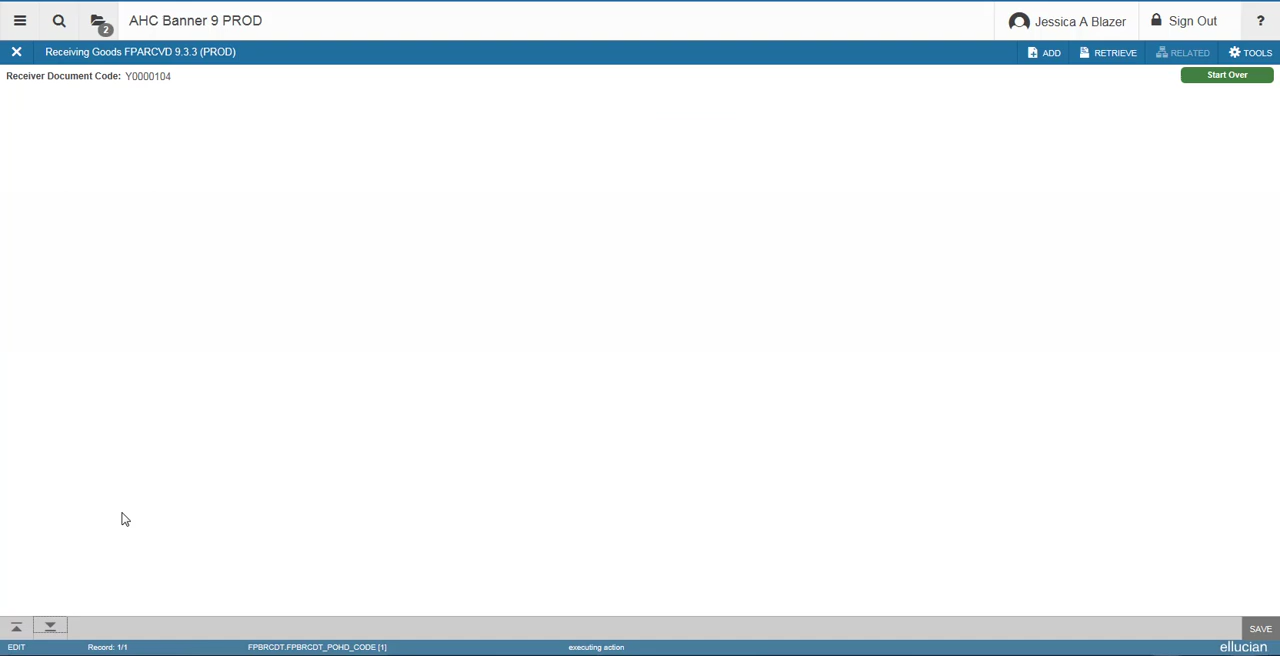 2 AHC Banner 9 PROD Jessica A Blazer Sign Out ?
Receiving Goods FPARCVD 9.3.3 (PROD) ADD RETRIEVE RELATED TOOLS
Receiver Document Code: Y0000104 Start Over
SAVE
EDIT Record: 1/1 FPBRCDT.FPBRCDT_POHD_CODE [1] executing action ellucian